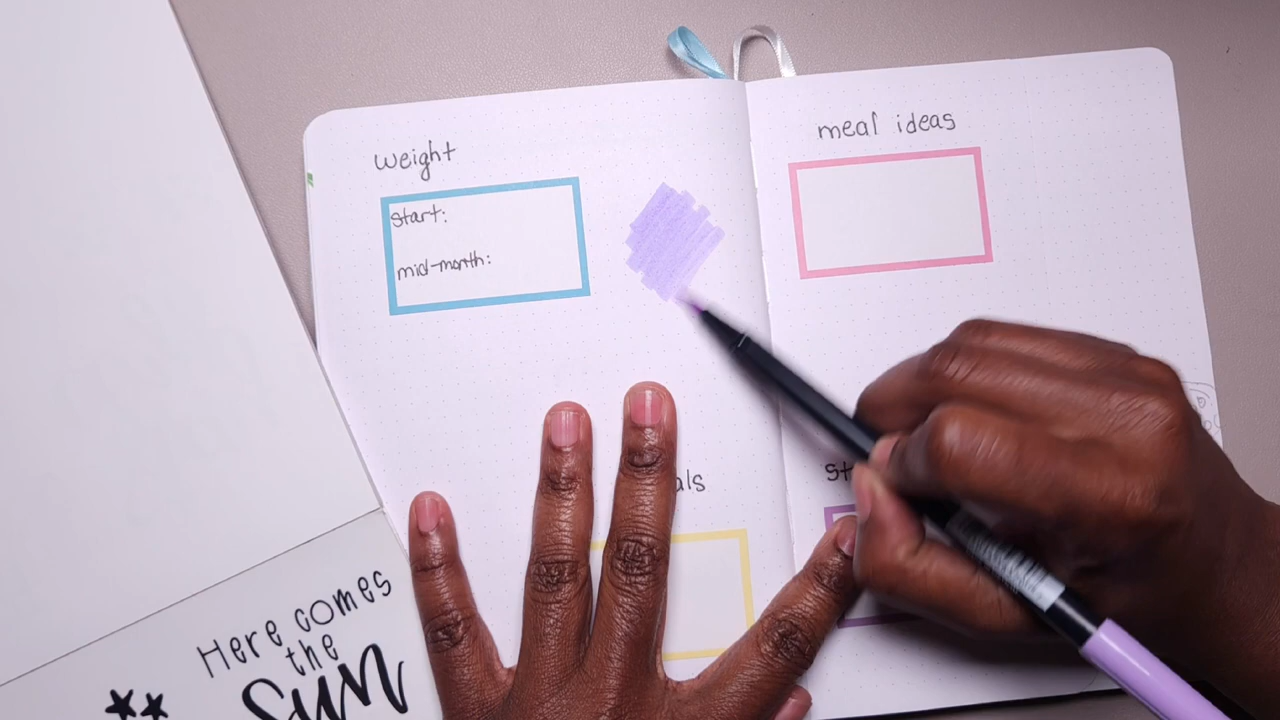 weight
start:
mid-month:
meal ideas
als
st
Here comes
the
sun